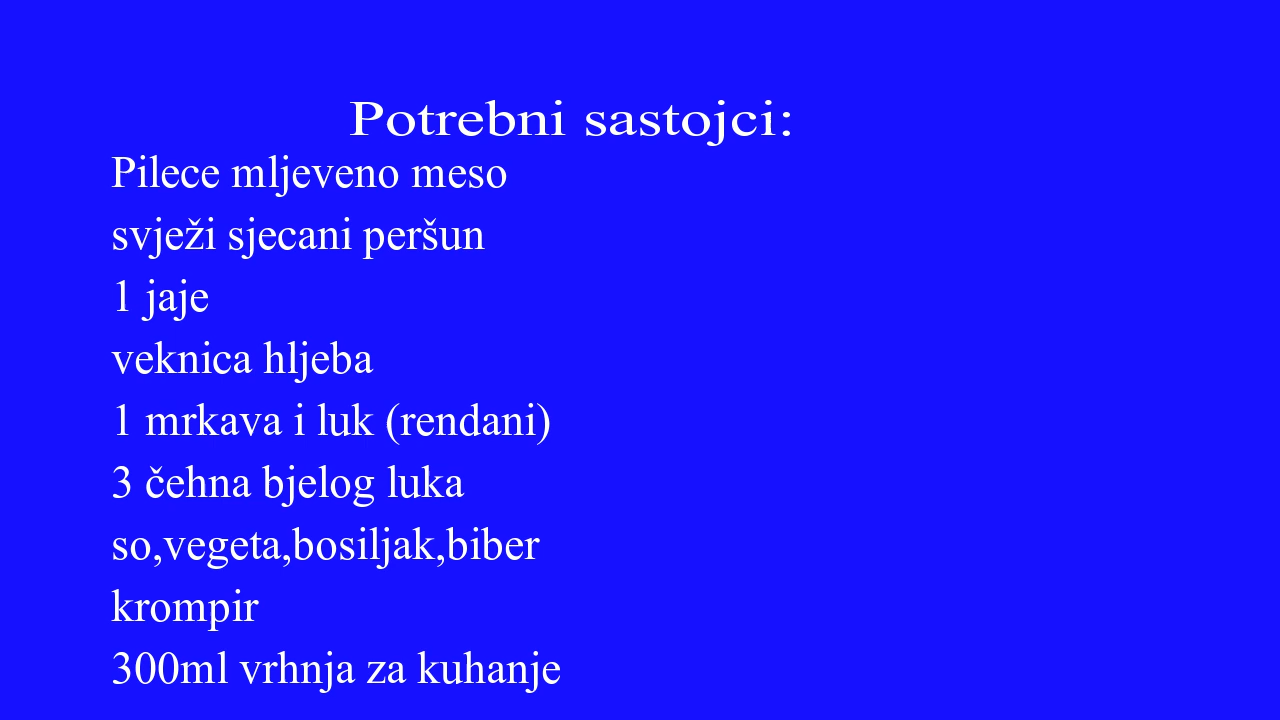 Potrebni sastojci:
Pilece mljeveno meso
svježi sjecani peršun
1 jaje
veknica hljeba
1 mrkava i luk (rendani)
3 čehna bjelog luka
so,vegeta,bosiljak,biber
krompir
300ml vrhnja za kuhanje